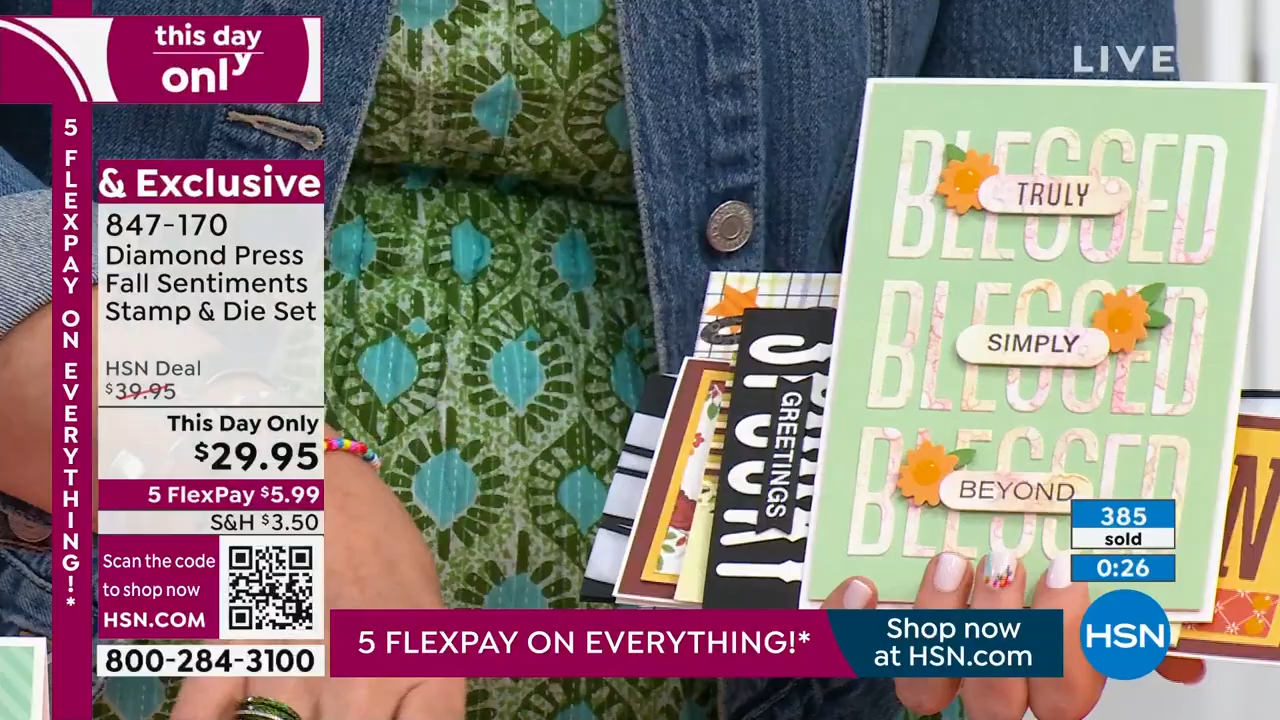 this day
only
5 FLEXPAY ON EVERYTHING!*
& Exclusive
847-170
Diamond Press
Fall Sentiments
Stamp & Die Set
HSN Deal
$39.95
This Day Only
$29.95
5 FlexPay $5.99
S&H $3.50
Scan the code
to shop now
HSN.COM
800-284-3100
LIVE
BLESSED
TRULY
BLESSED
SIMPLY
BLESSED
BEYOND
GREETINGS
385
sold
0:26
5 FLEXPAY ON EVERYTHING!*
Shop now
at HSN.com
HSN